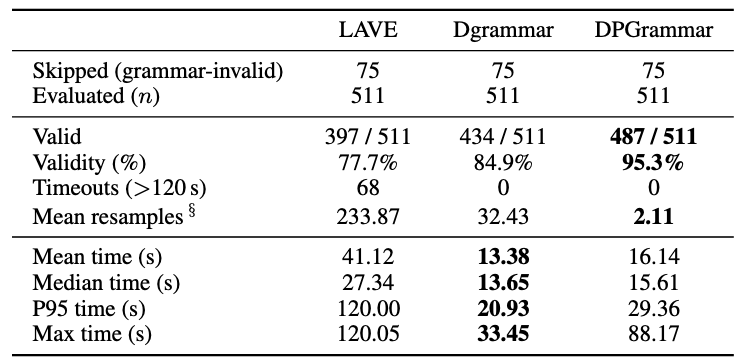 LAVE Dgrammar DPGrammar
Skipped (grammar-invalid) 75 75 75
Evaluated (n) 511 511 511
Valid 397 / 511 434 / 511 487 / 511
Validity (%) 77.7% 84.9% 95.3%
Timeouts (>120 s) 68 0 0
Mean resamples § 233.87 32.43 2.11
Mean time (s) 41.12 13.38 16.14
Median time (s) 27.34 13.65 15.61
P95 time (s) 120.00 20.93 29.36
Max time (s) 120.05 33.45 88.17